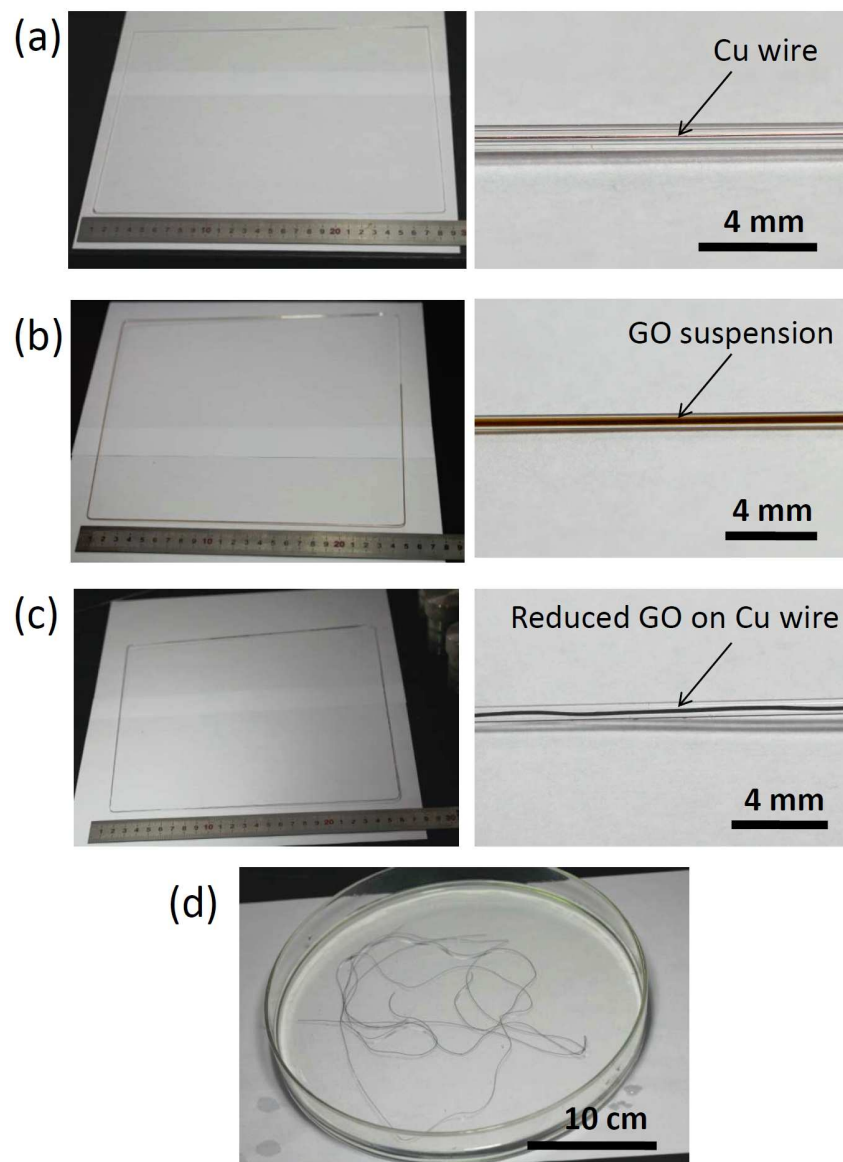 (a)
Cu wire
4 mm
(b)
GO suspension
4 mm
(c)
Reduced GO on Cu wire
4 mm
(d)
10 cm